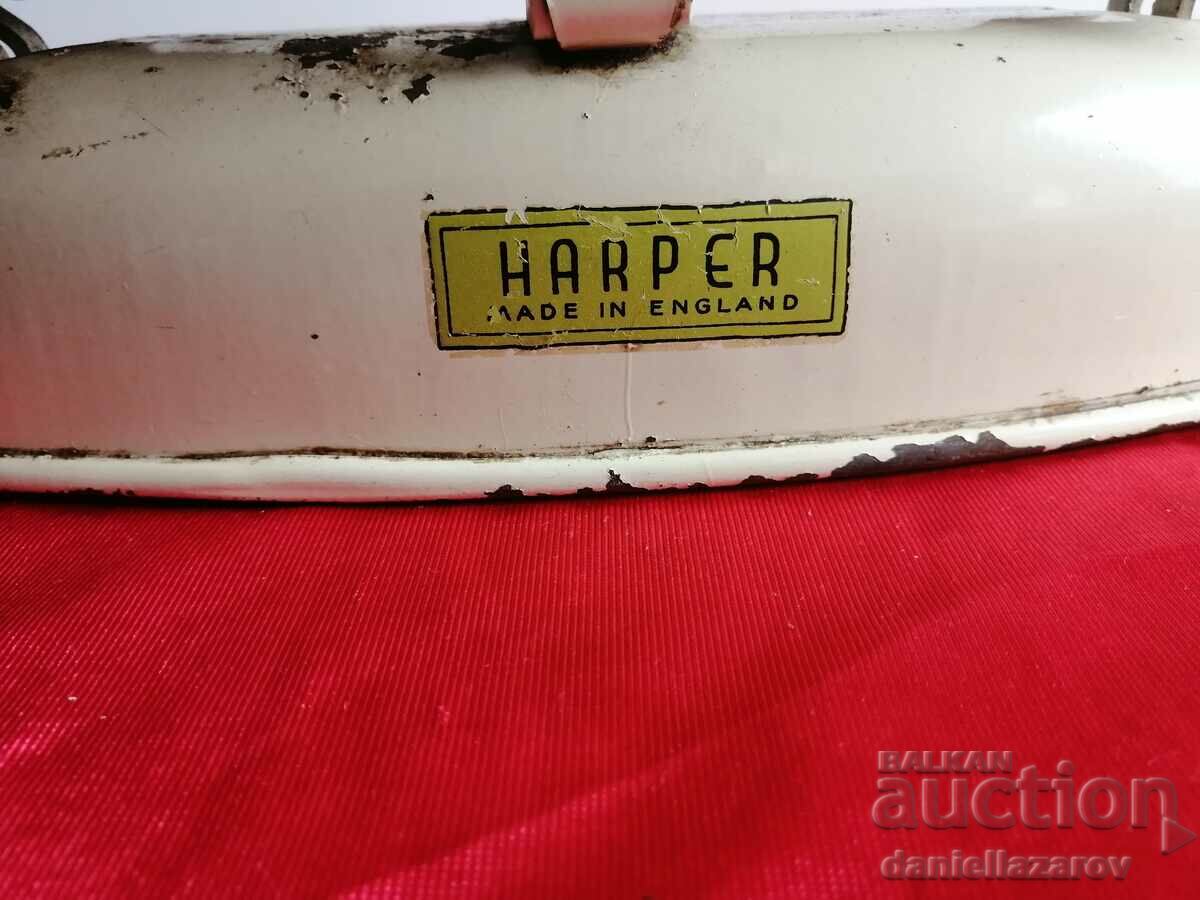 HARPER
MADE IN ENGLAND
BALKAN
auction
daniellazarov